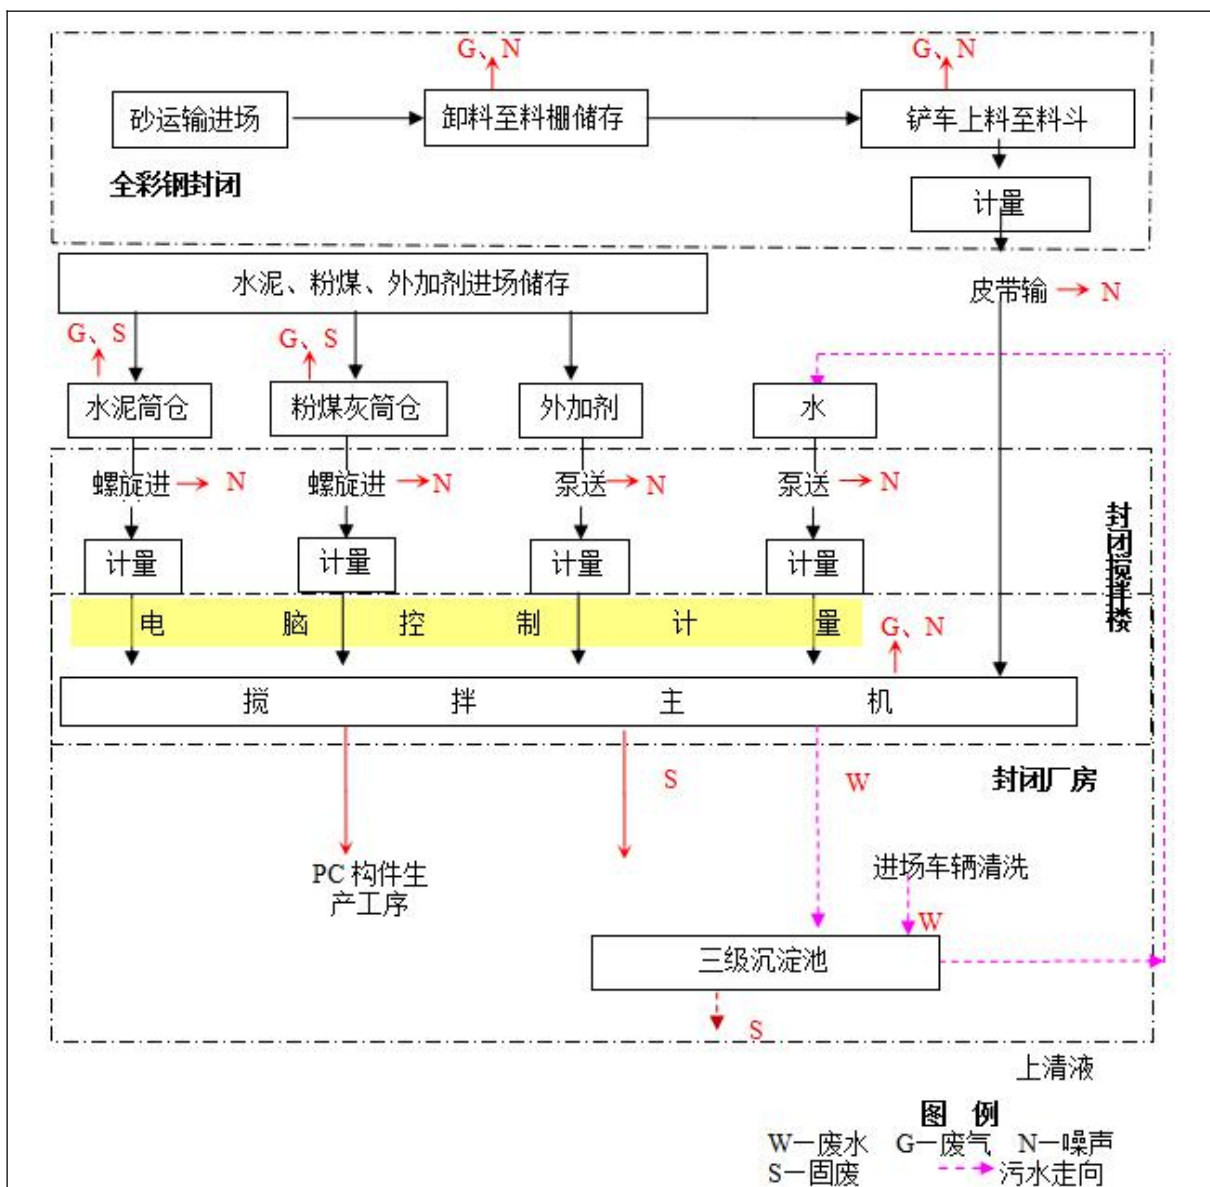 G、N
G、N
砂运输进场
卸料至料棚储存
铲车上料至料斗
全彩钢封闭
计量
水泥、粉煤、外加剂进场储存
皮带输
N
G、S
G、S
水泥筒仓
粉煤灰筒仓
外加剂
水
螺旋进
N
螺旋进
N
泵送
N
泵送
N
封闭搅拌楼
计量
计量
计量
计量
电脑控制计量
G、N
搅拌主机
S
W
封闭厂房
PC 构件生
产工序
进场车辆清洗
W
三级沉淀池
S
上清液
图 例
W—废水 G—废气 N—噪声
S—固废 污水走向